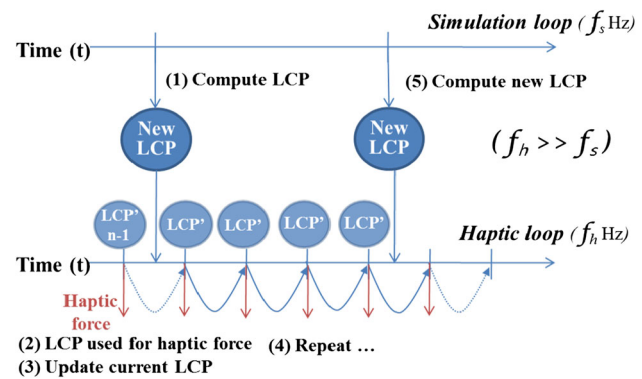 Simulation loop (fs Hz)
Time (t)
(1) Compute LCP
(5) Compute new LCP
New
LCP
New
LCP
(fh >> fs)
LCP'
n-1
LCP'
LCP'
LCP'
LCP'
Haptic loop (fh Hz)
Time (t)
Haptic
force
(2) LCP used for haptic force
(4) Repeat ...
(3) Update current LCP